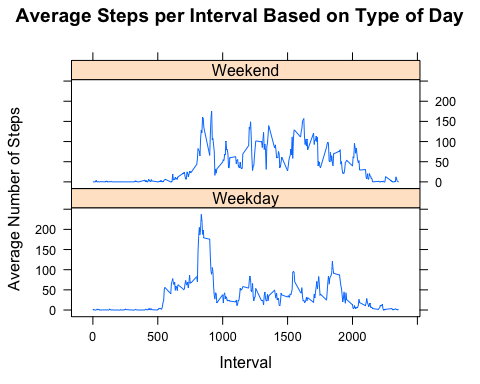 Average Steps per Interval Based on Type of Day
Weekend
200
150
100
50
0
Weekday
200
150
100
50
0
0 500 1000 1500 2000
Interval
Average Number of Steps